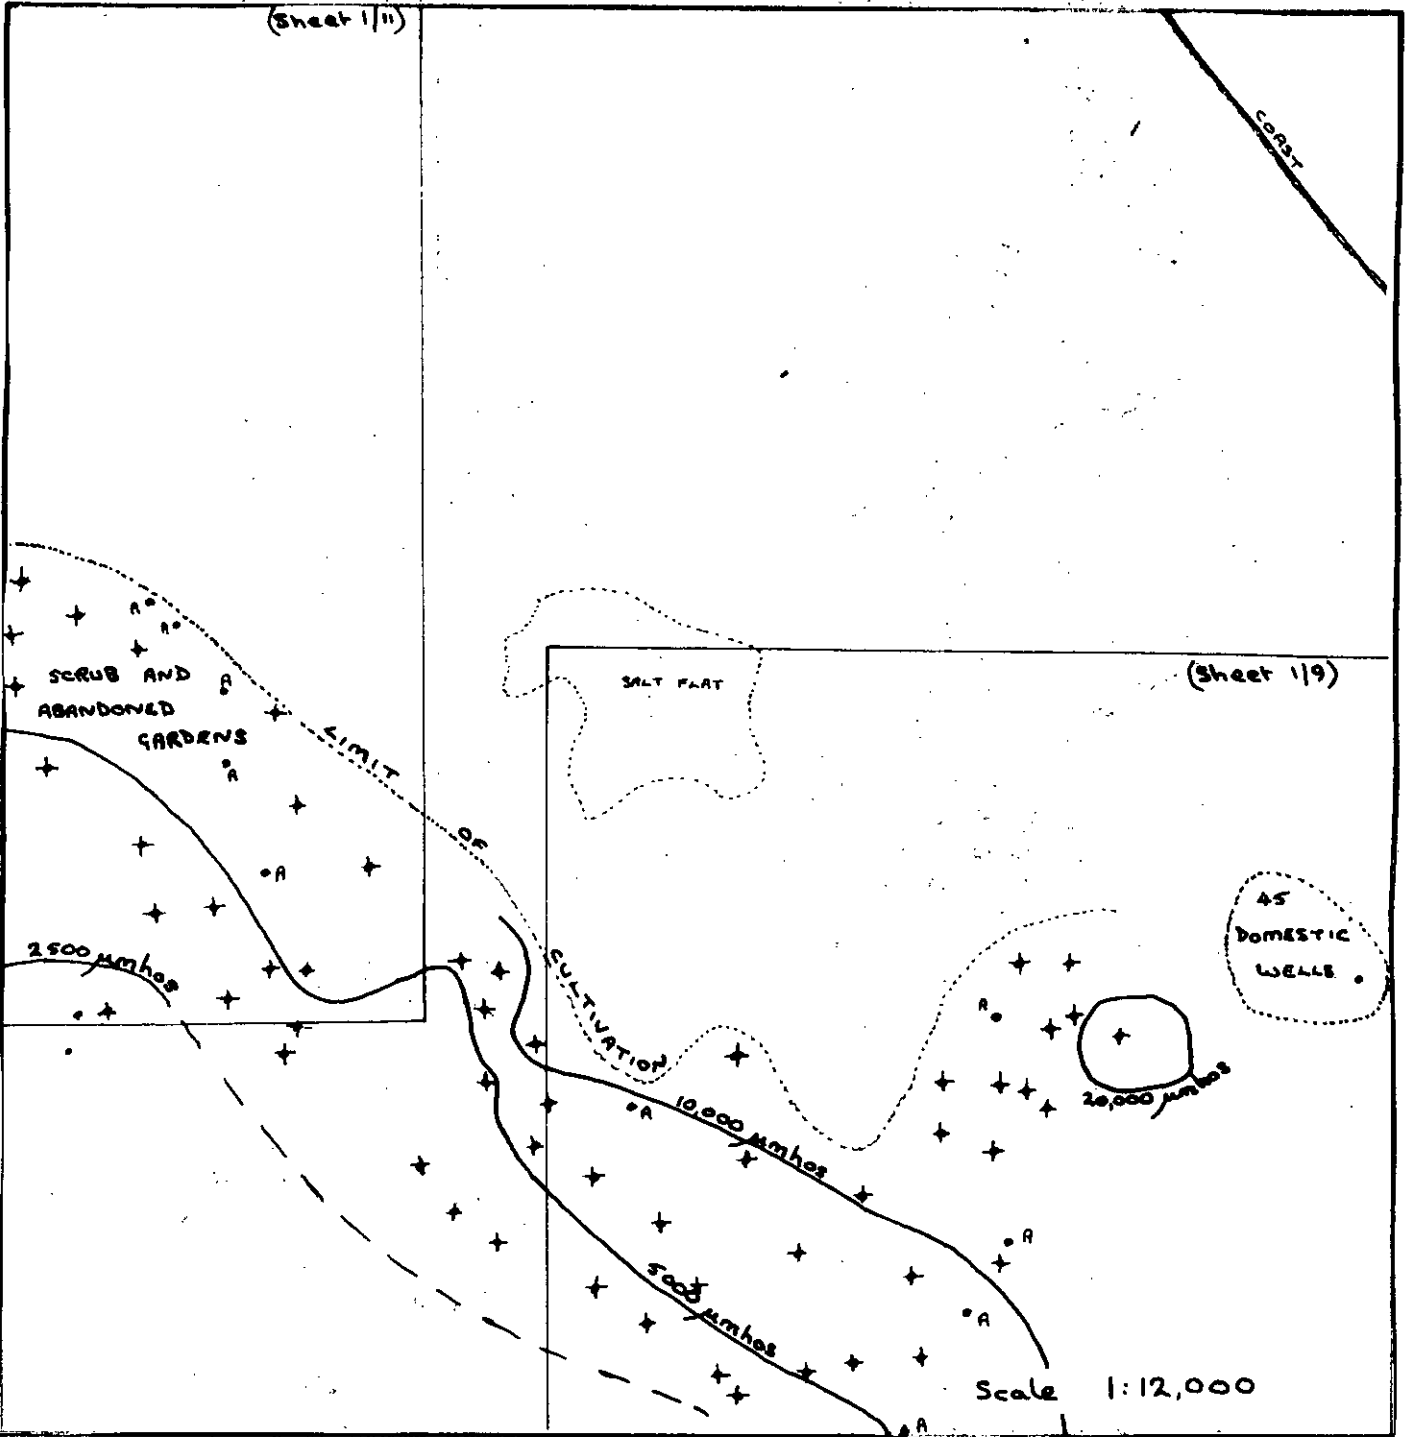 (Sheet 1/11)
COAST
A
A
SCRUB AND
A
ABANDONED
GARDENS
A
LIMIT
OF
CULTIVATION
SALT FLAT
(Sheet 1/9)
A
45
DOMESTIC
WELLS
2500 µmhos
A
A
10,000 µmhos
20,000 µmhos
A
5000 µmhos
A
Scale 1:12,000
A